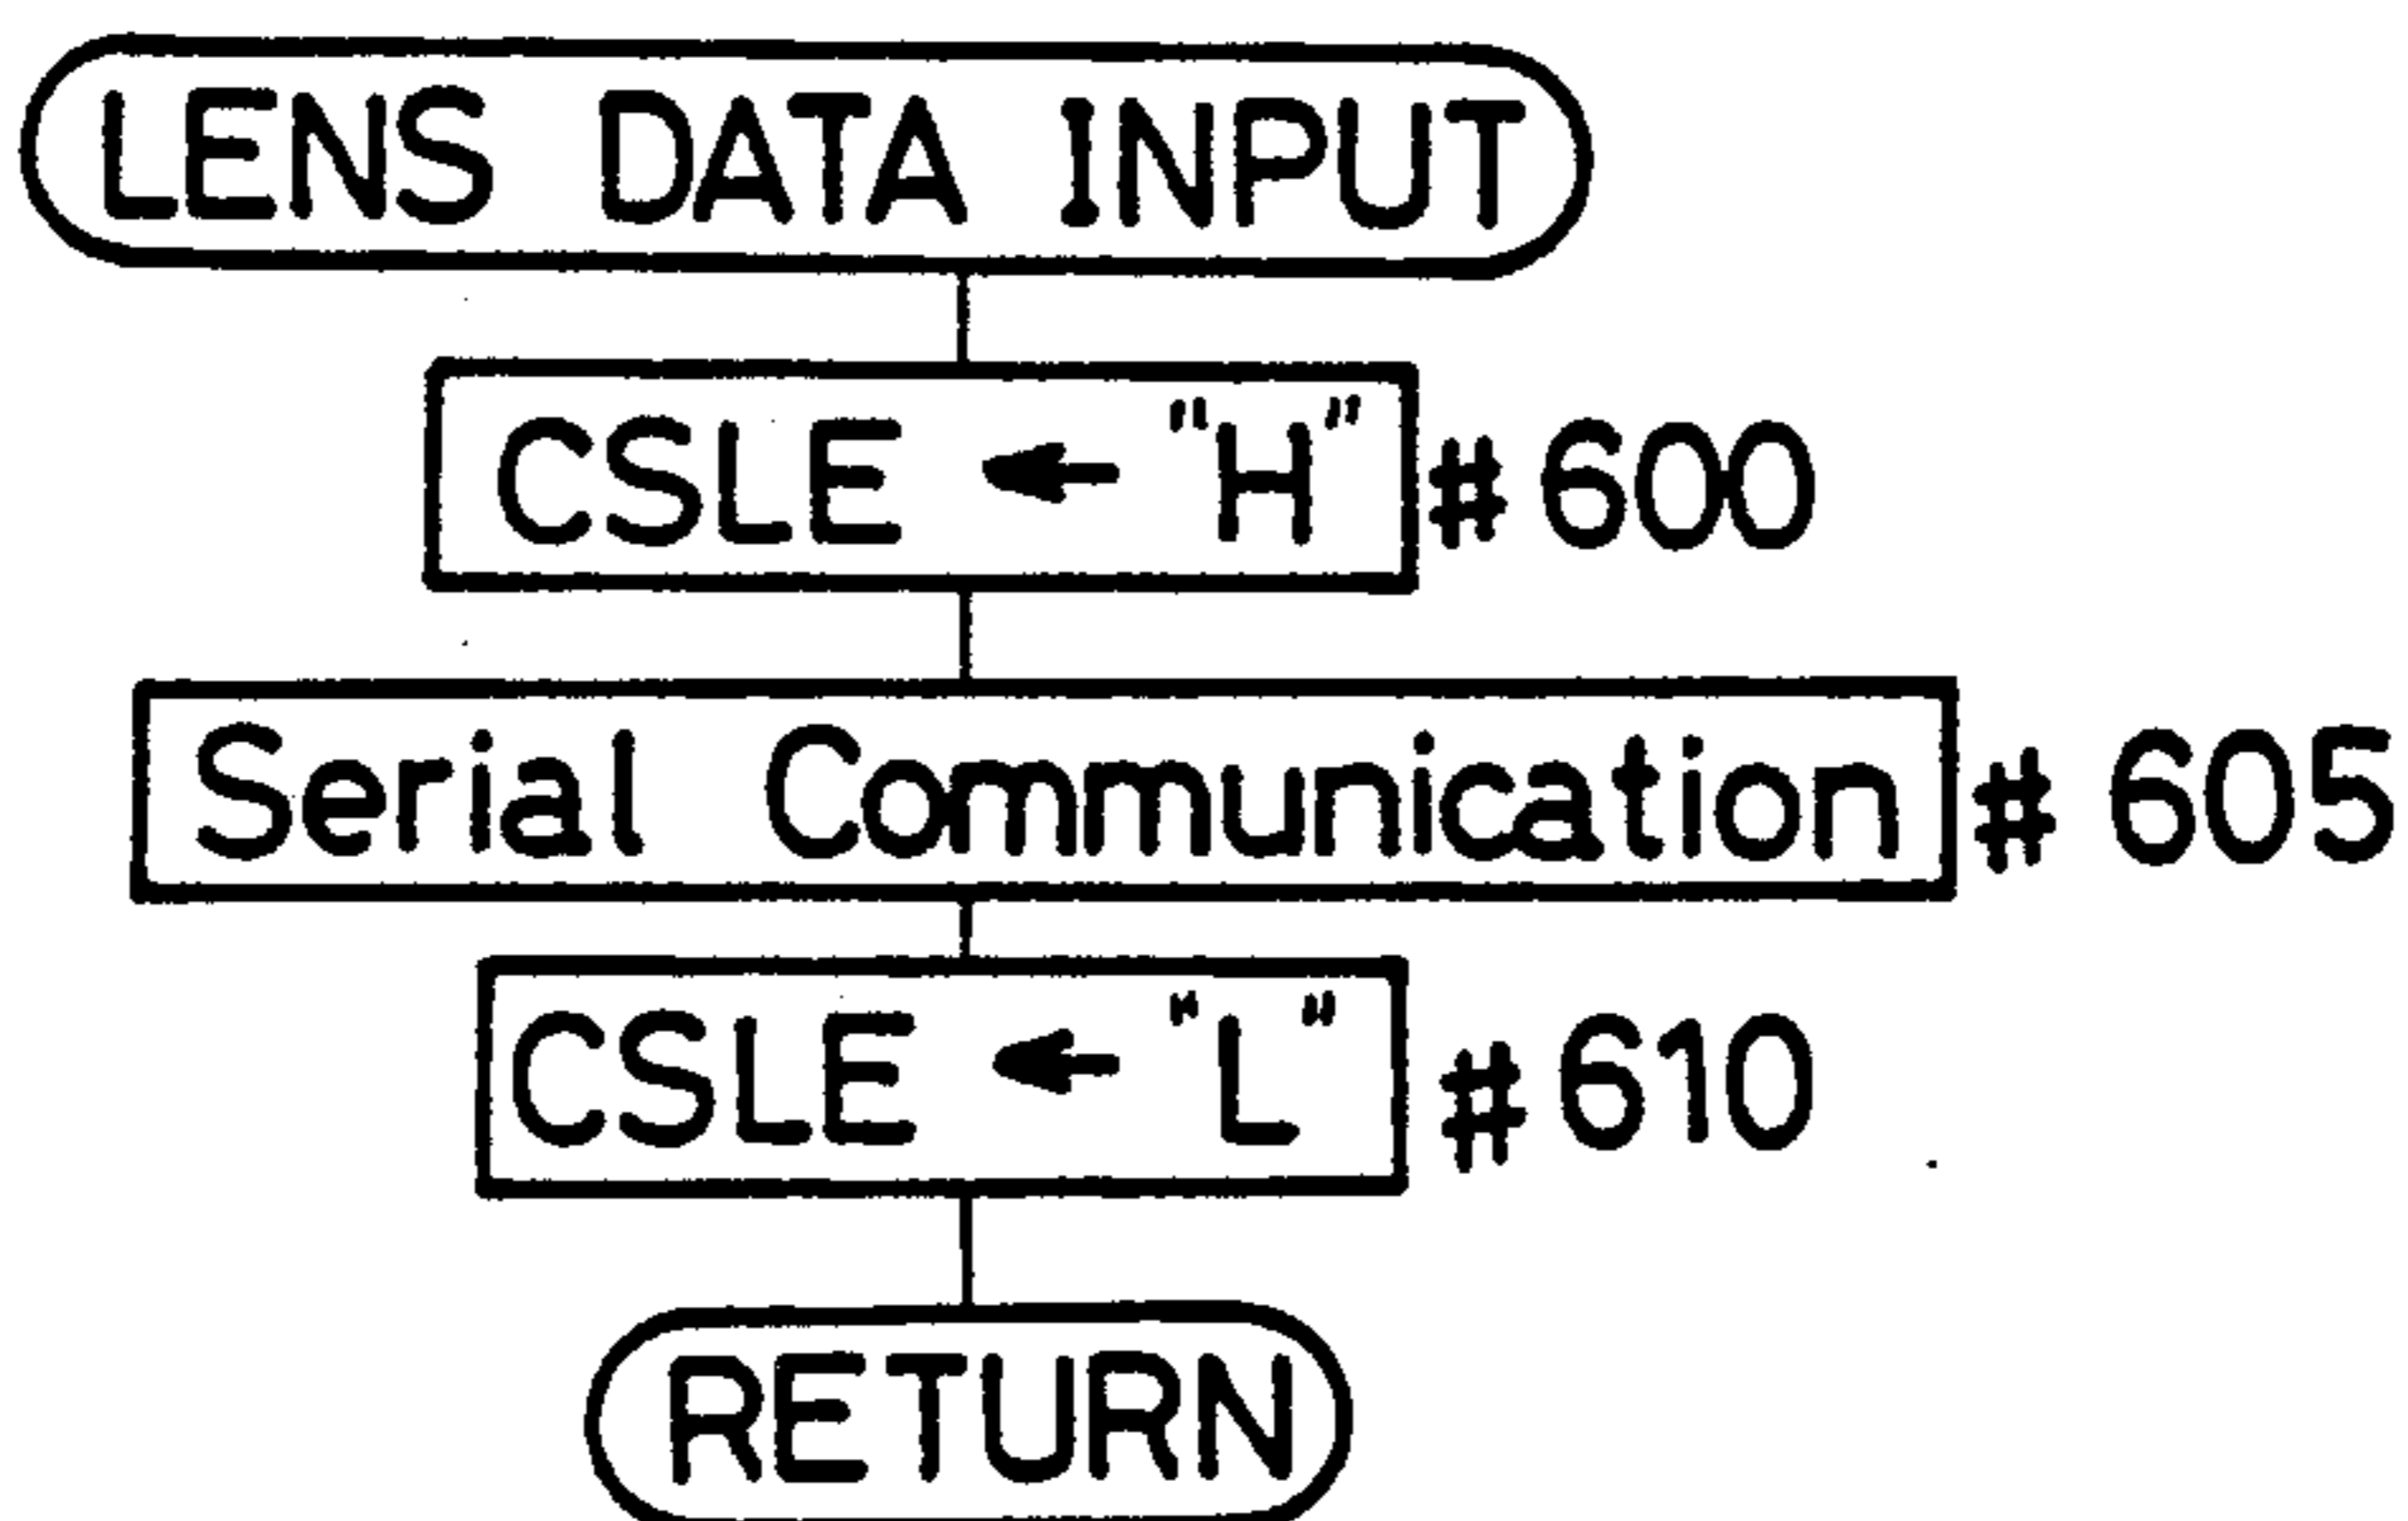 LENS DATA INPUT
CSLE ← "H" #600
Serial Communication # 605
CSLE ← "L" #610
RETURN